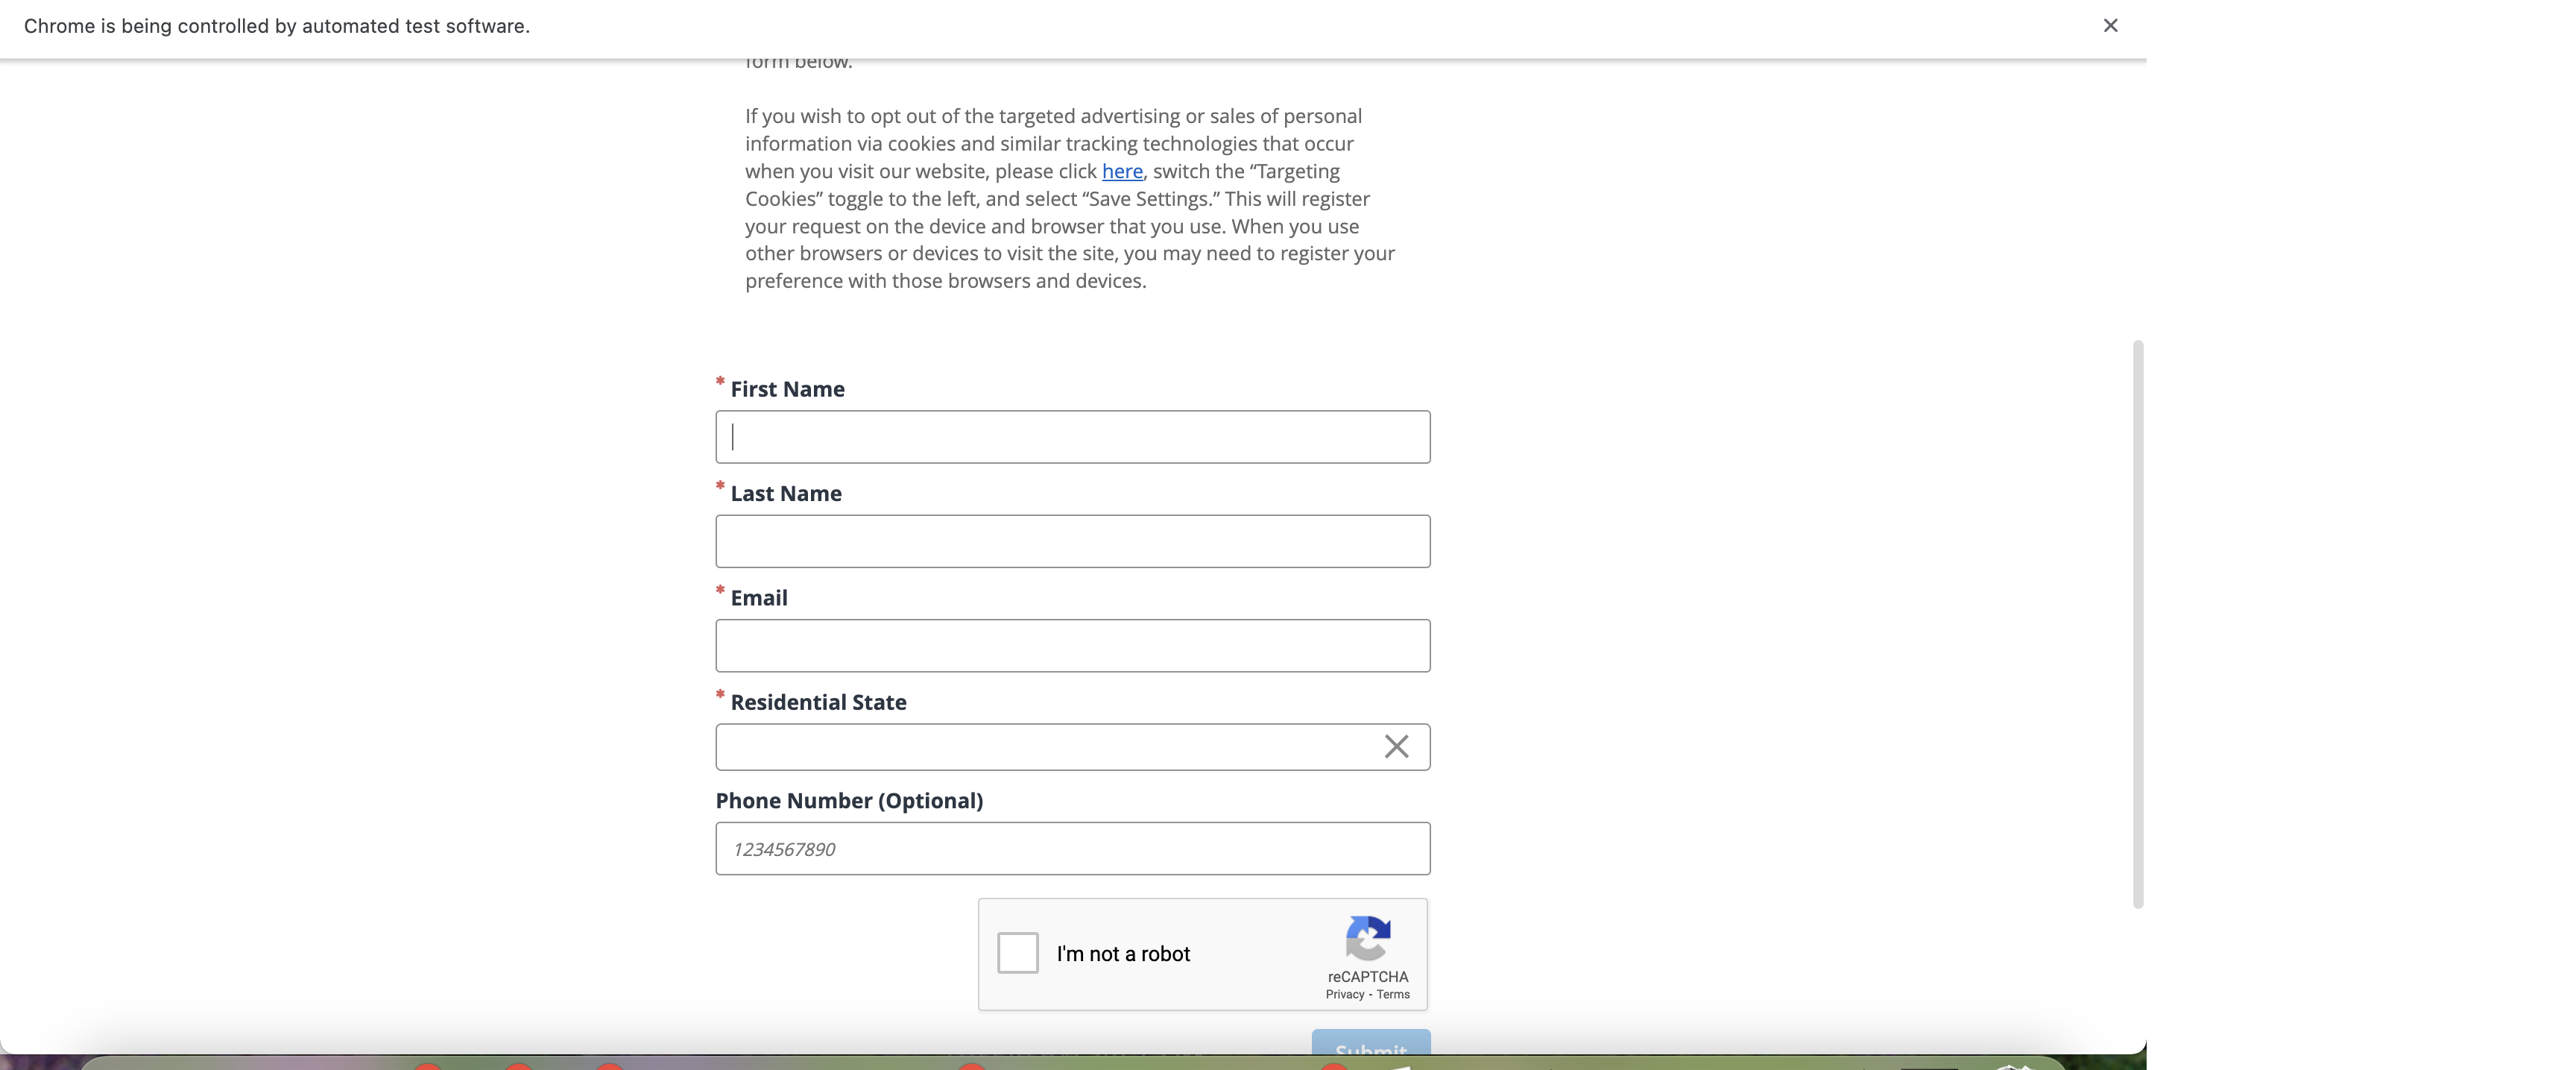 Chrome is being controlled by automated test software.
form below.
If you wish to opt out of the targeted advertising or sales of personal
information via cookies and similar tracking technologies that occur
when you visit our website, please click here, switch the “Targeting
Cookies” toggle to the left, and select “Save Settings.” This will register
your request on the device and browser that you use. When you use
other browsers or devices to visit the site, you may need to register your
preference with those browsers and devices.
* First Name
* Last Name
* Email
* Residential State
Phone Number (Optional)
1234567890
I'm not a robot
reCAPTCHA
Privacy - Terms
Submit